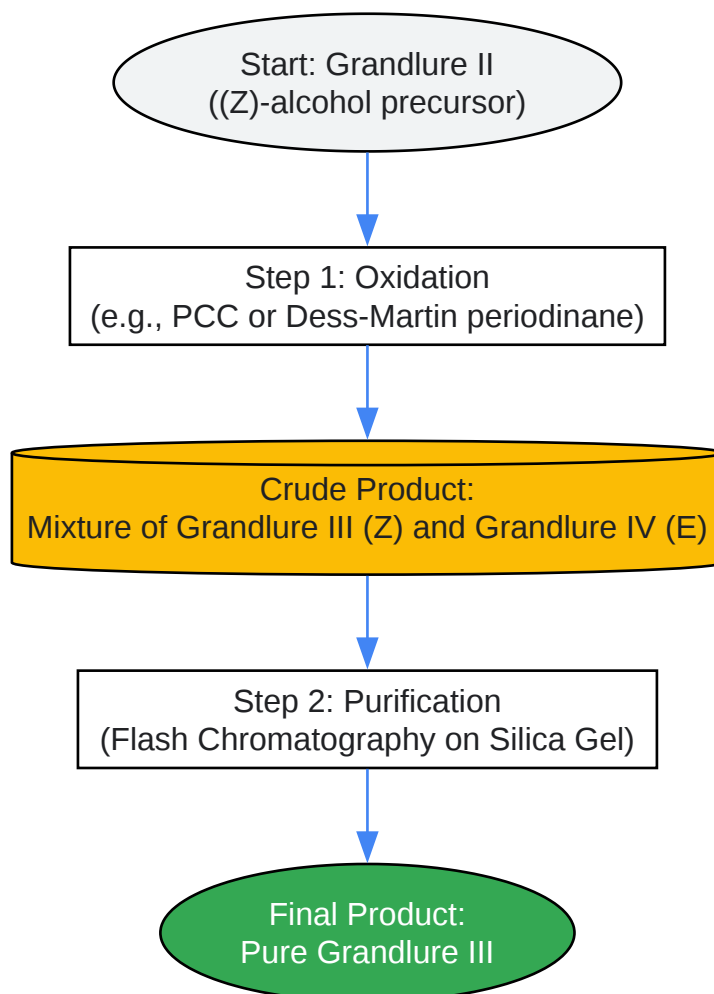 Start: Grandlure II
((Z)-alcohol precursor)
Step 1: Oxidation
(e.g., PCC or Dess-Martin periodinane)
Crude Product:
Mixture of Grandlure III (Z) and Grandlure IV (E)
Step 2: Purification
(Flash Chromatography on Silica Gel)
Final Product:
Pure Grandlure III